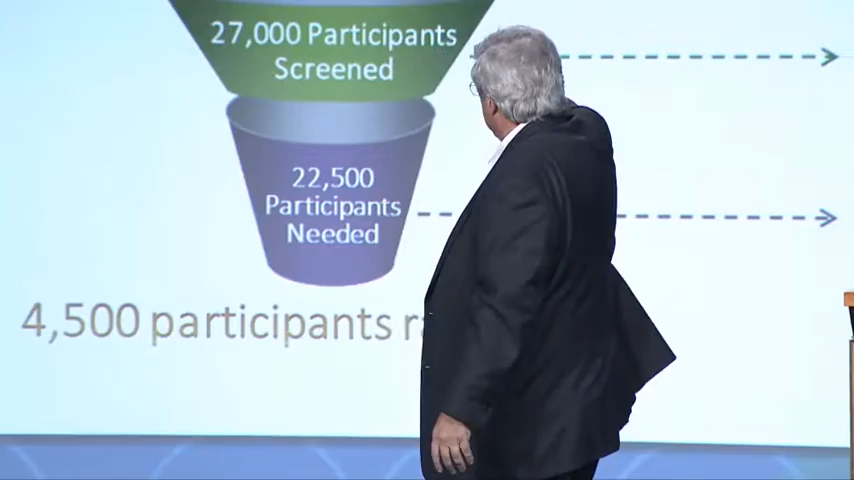 27,000 Participants
Screened
22,500
Participants
Needed
4,500 participants